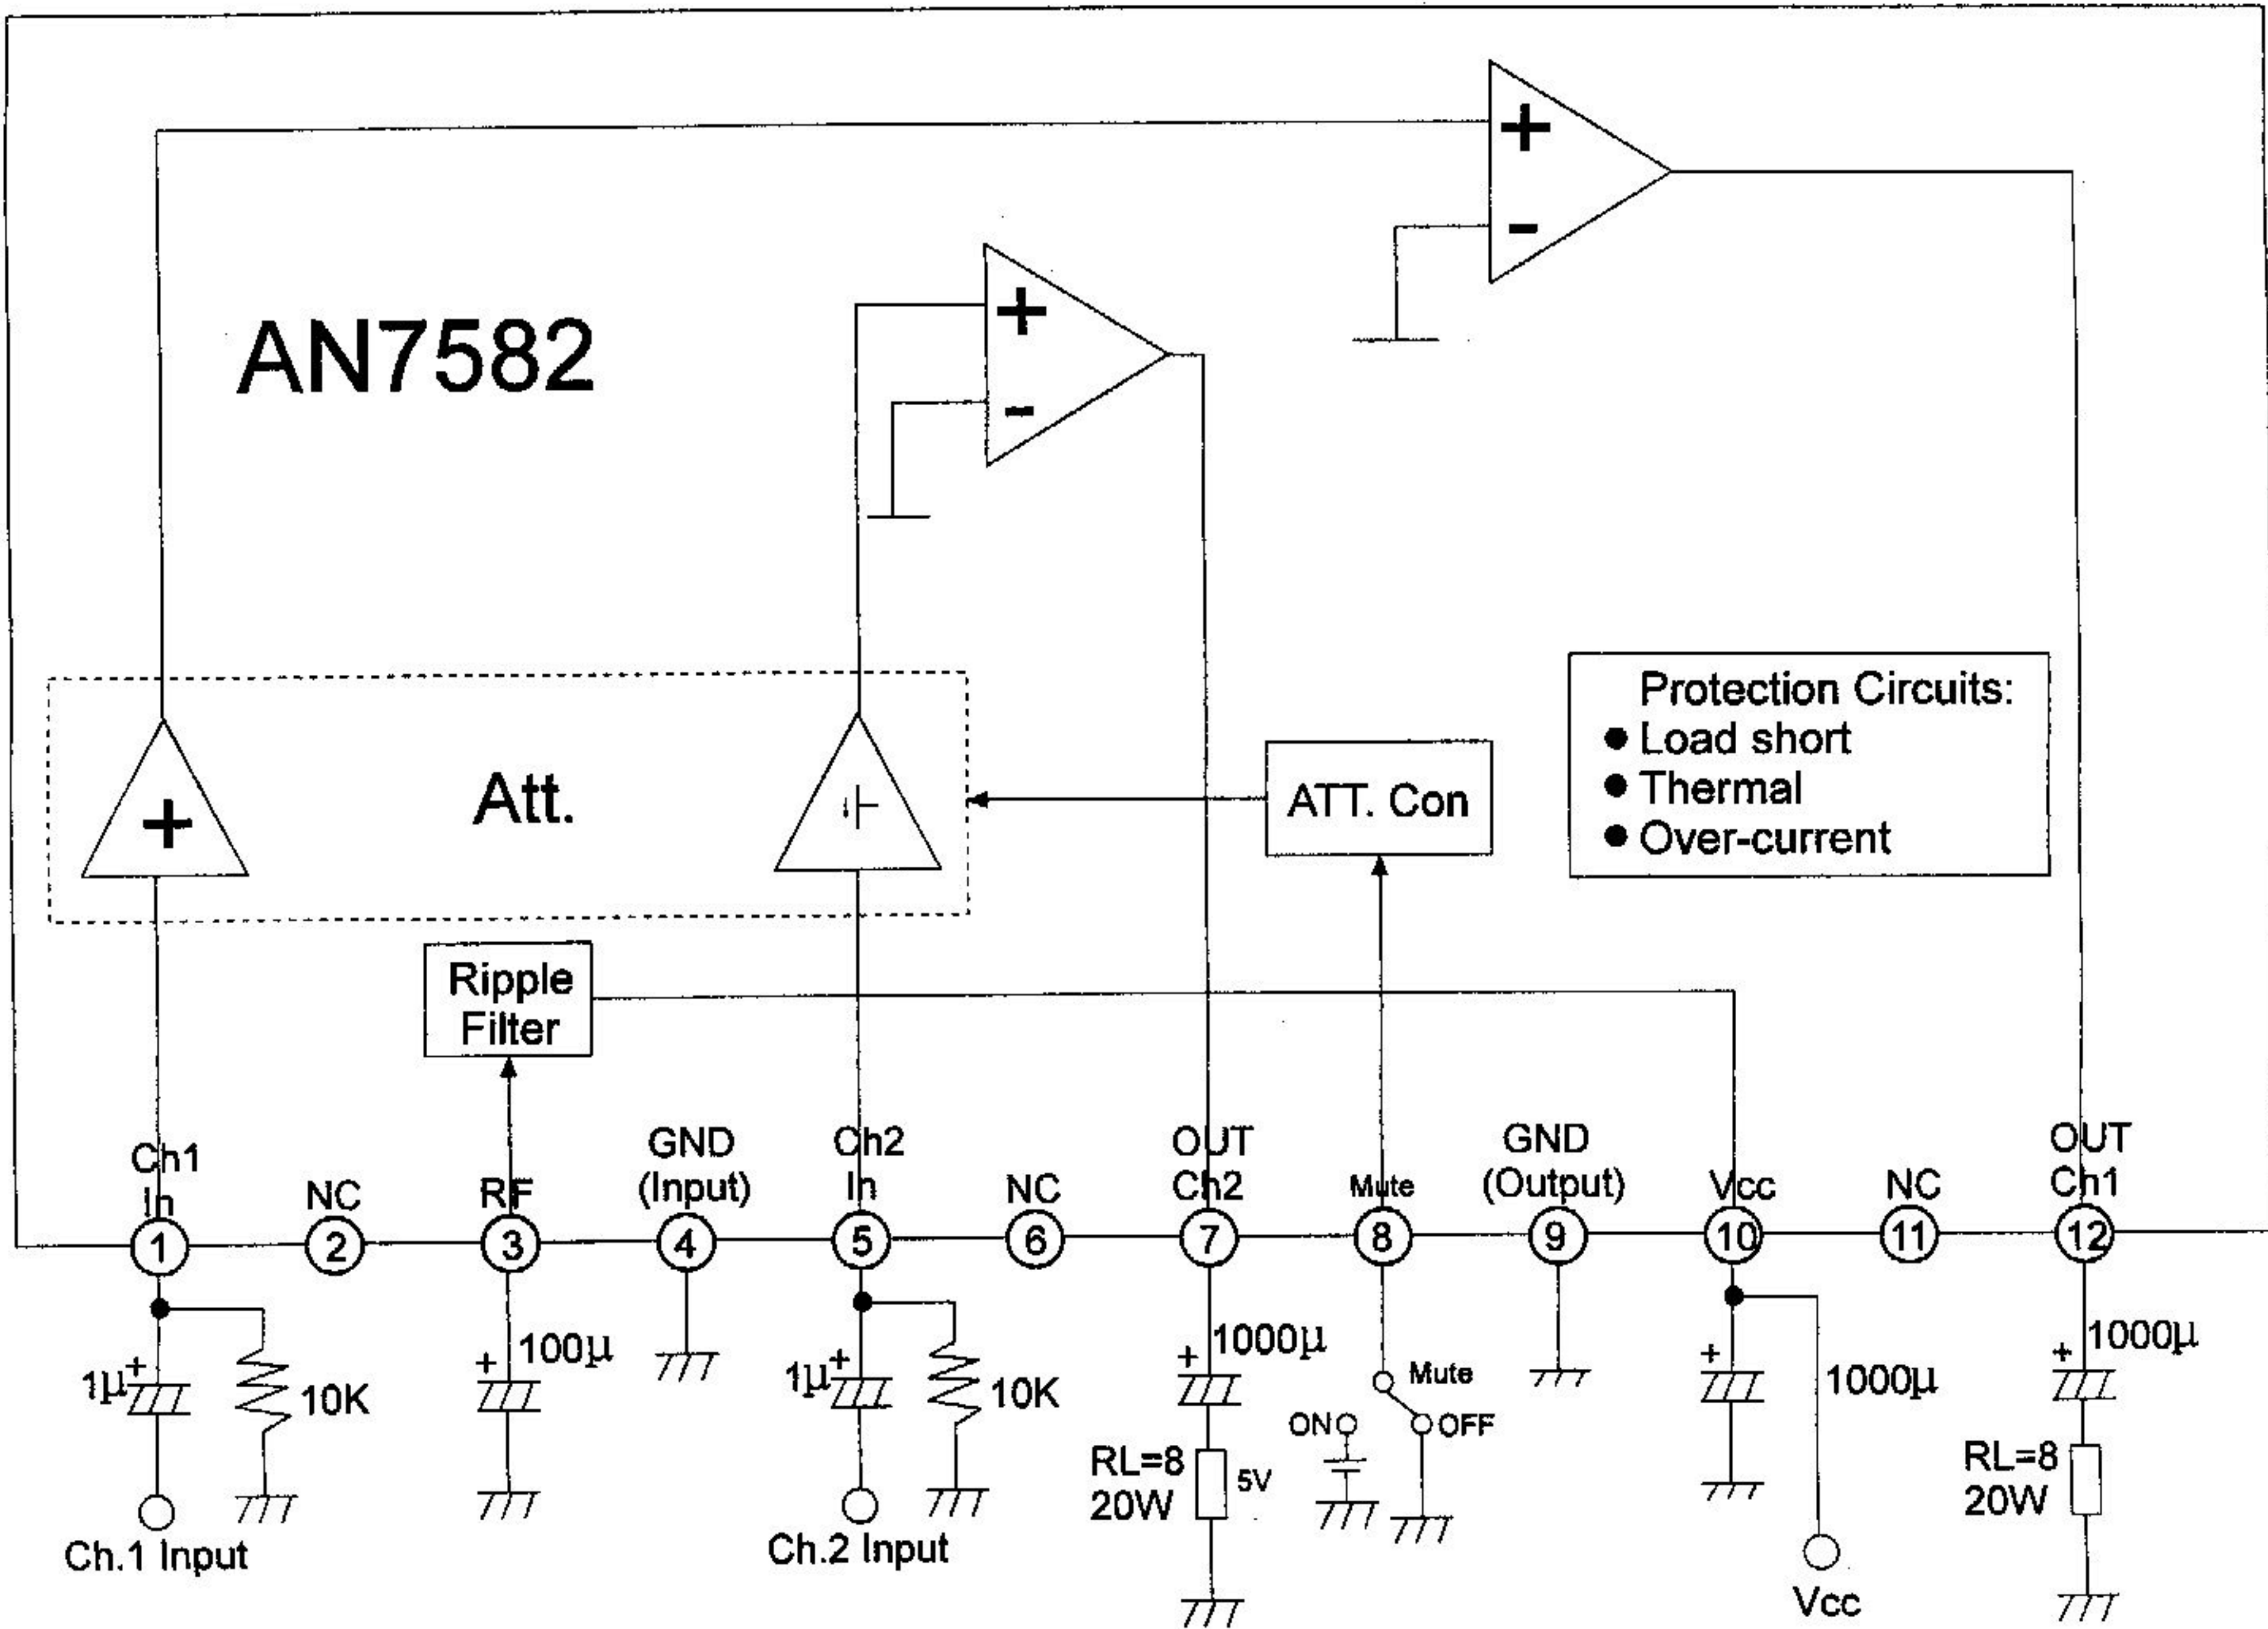 +
-
+
-
AN7582
Protection Circuits:
● Load short
● Thermal
● Over-current
+
Att.
+
ATT. Con
Ripple
Filter
Ch1
In
NC
RF
GND
(Input)
Ch2
In
NC
OUT
Ch2
Mute
GND
(Output)
Vcc
NC
OUT
Ch1
1
2
3
4
5
6
7
8
9
10
11
12
1µ
+
10K
+
100µ
1µ
+
10K
+
1000µ
RL=8
20W
5V
Mute
ON
OFF
+
1000µ
+
1000µ
RL=8
20W
Ch.1 Input
Ch.2 Input
Vcc